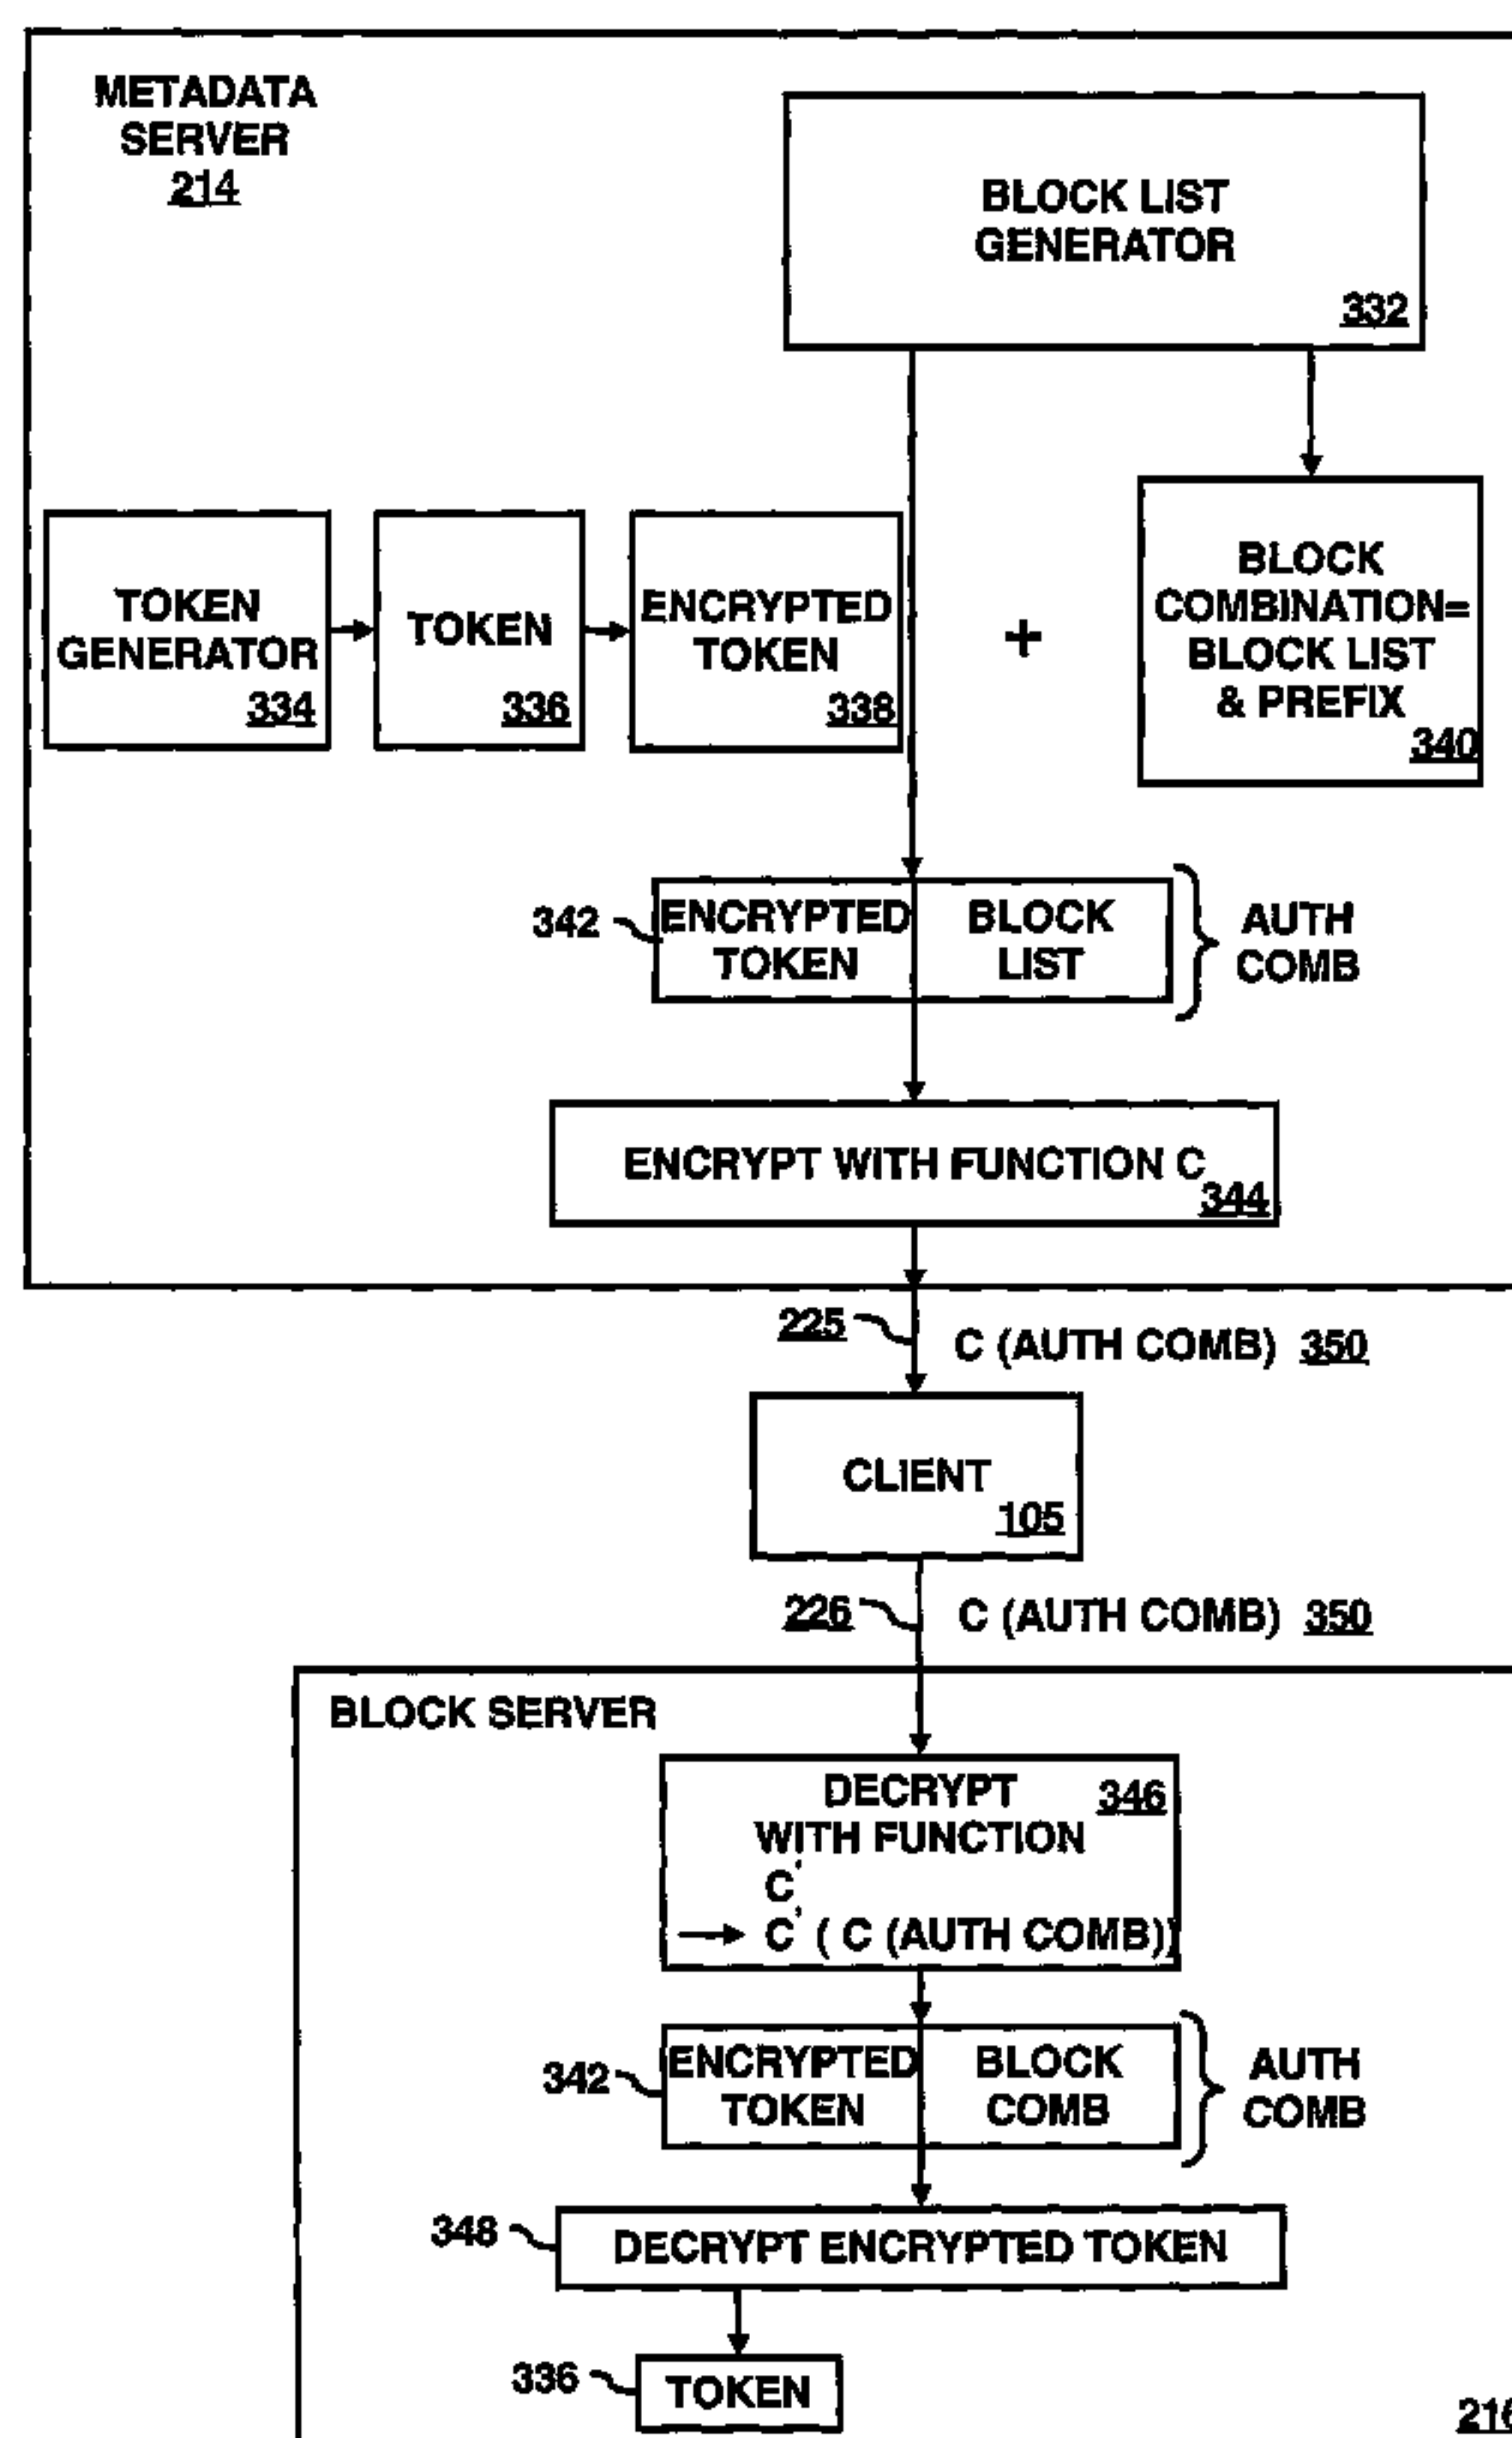 METADATA
SERVER
214
BLOCK LIST
GENERATOR
332
TOKEN
GENERATOR
334
TOKEN
336
ENCRYPTED
TOKEN
338
+
BLOCK
COMBINATION=
BLOCK LIST
& PREFIX
340
342
ENCRYPTED
TOKEN
BLOCK
LIST
AUTH
COMB
ENCRYPT WITH FUNCTION C
344
225
C (AUTH COMB) 350
CLIENT
105
226
C (AUTH COMB) 350
BLOCK SERVER
DECRYPT
346
WITH FUNCTION
C'
C' ( C (AUTH COMB))
342
ENCRYPTED
TOKEN
BLOCK
COMB
AUTH
COMB
348
DECRYPT ENCRYPTED TOKEN
336
TOKEN